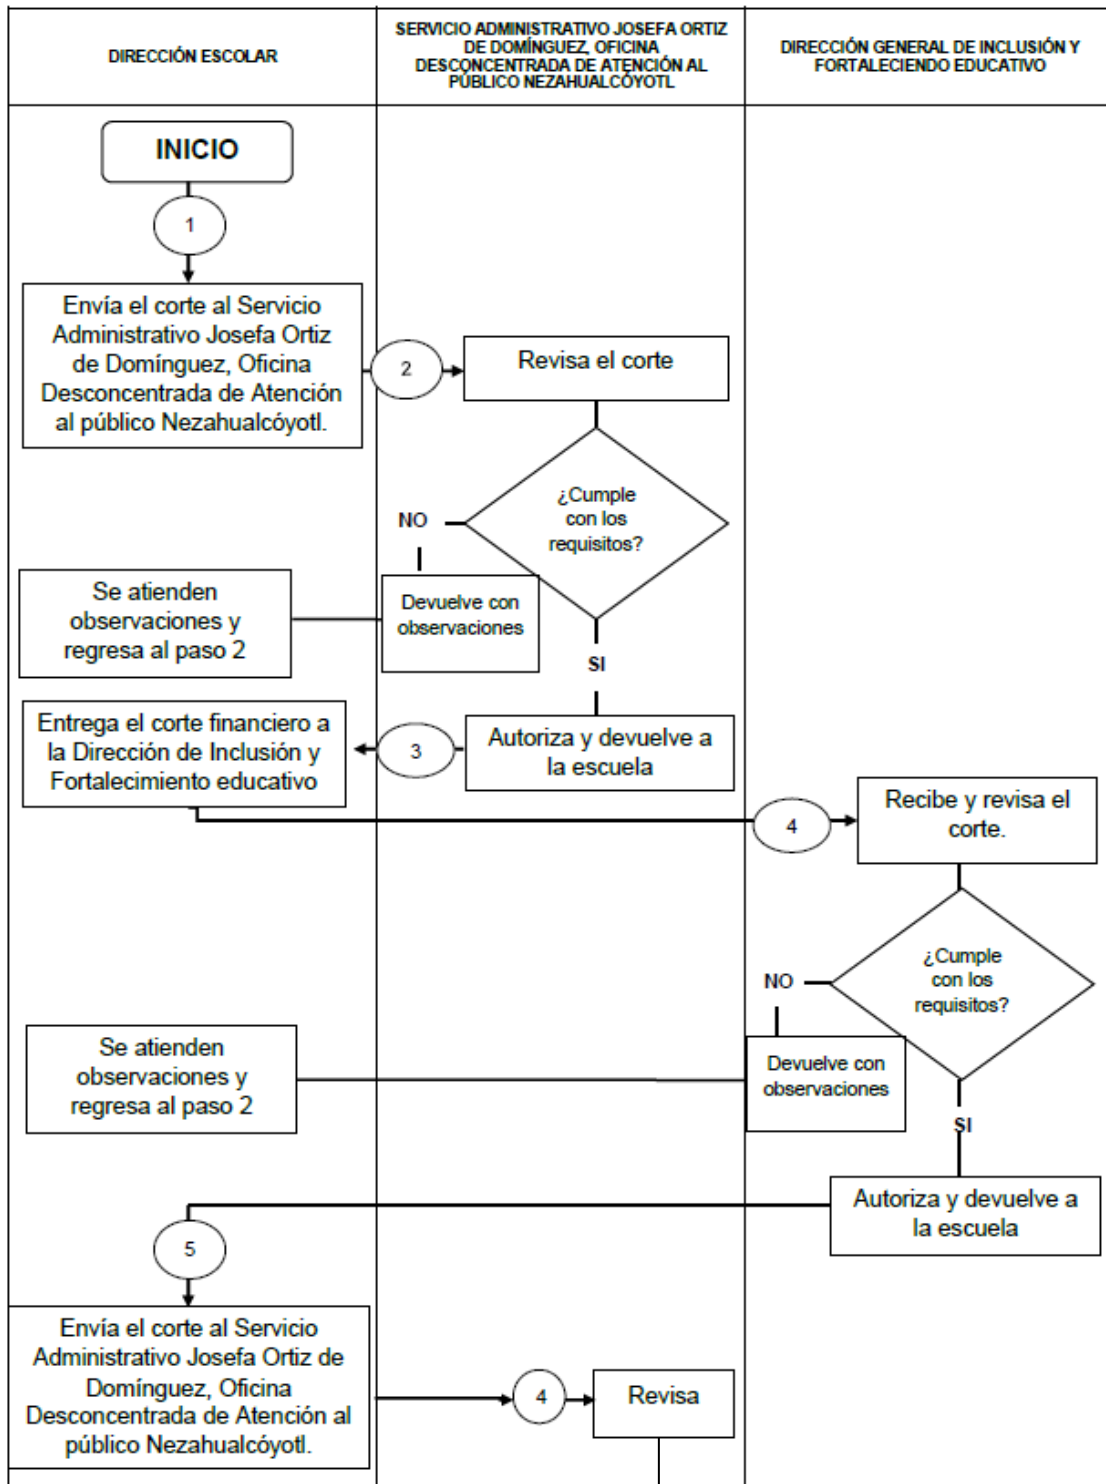 DIRECCIÓN ESCOLAR
SERVICIO ADMINISTRATIVO JOSEFA ORTIZ
DE DOMÍNGUEZ, OFICINA
DESCONCENTRADA DE ATENCIÓN AL
PÚBLICO NEZAHUALCÓYOTL
DIRECCIÓN GENERAL DE INCLUSIÓN Y
FORTALECIENDO EDUCATIVO
INICIO
1
Envía el corte al Servicio
Administrativo Josefa Ortiz
de Domínguez, Oficina
Desconcentrada de Atención
al público Nezahualcóyotl.
2
Revisa el corte
¿Cumple
con los
requisitos?
NO
Devuelve con
observaciones
Se atienden
observaciones y
regresa al paso 2
SI
Autoriza y devuelve a
la escuela
3
Entrega el corte financiero a
la Dirección de Inclusión y
Fortalecimiento educativo
4
Recibe y revisa el
corte.
¿Cumple
con los
requisitos?
NO
Devuelve con
observaciones
Se atienden
observaciones y
regresa al paso 2
SI
Autoriza y devuelve a
la escuela
5
Envía el corte al Servicio
Administrativo Josefa Ortiz de
Domínguez, Oficina
Desconcentrada de Atención al
público Nezahualcóyotl.
4
Revisa